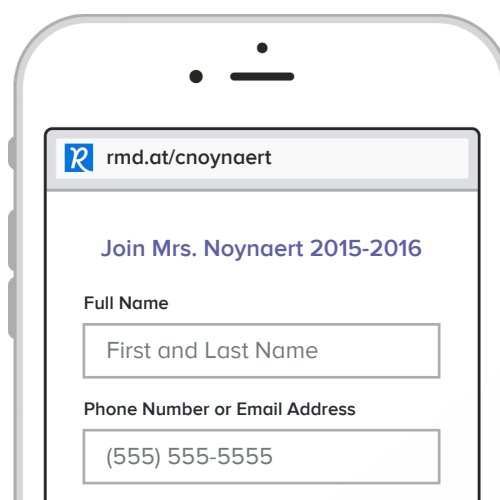 R rmd.at/cnoynaert
Join Mrs. Noynaert 2015-2016
Full Name
First and Last Name
Phone Number or Email Address
(555) 555-5555